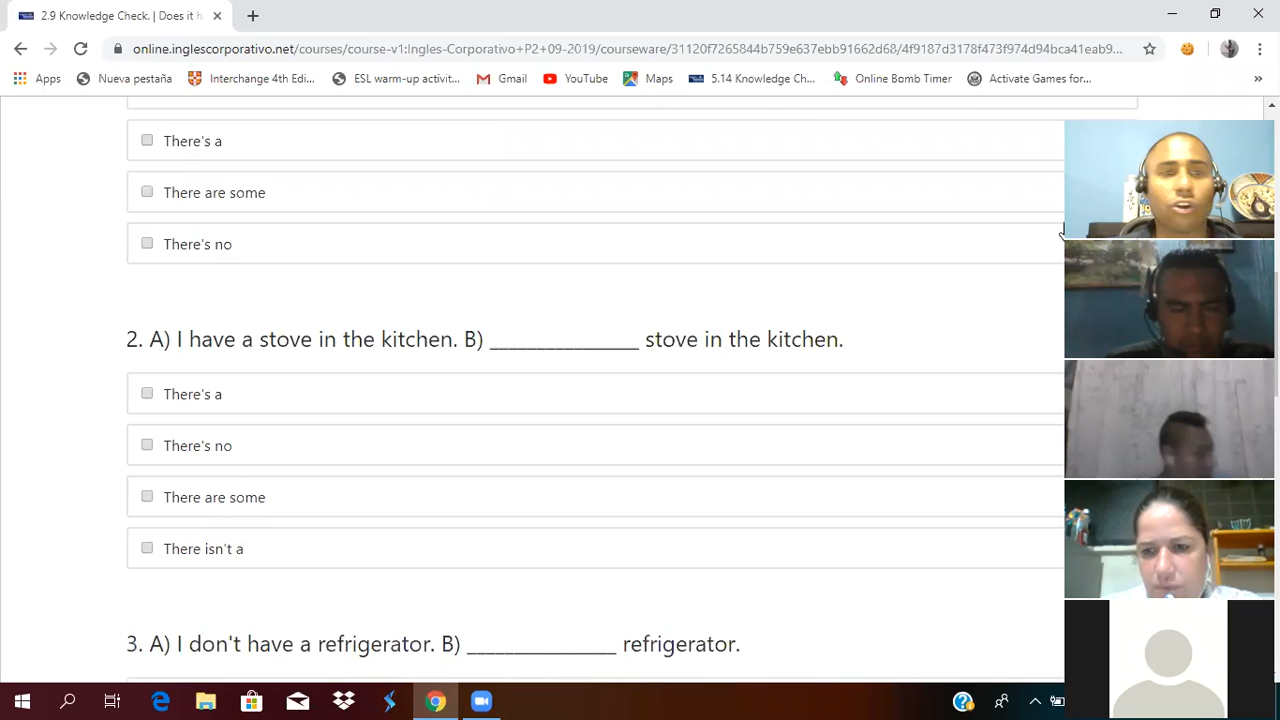 2.9 Knowledge Check. | Does it h
online.inglescorporativo.net/courses/course-v1:Ingles-Corporativo+P2+09-2019/courseware/31120f7265844b759e637ebb91662d68/4f9187d3178f473f974d94bca41eab9...
Apps Nueva pestaña Interchange 4th Edi... ESL warm-up activit... Gmail YouTube Maps 5.14 Knowledge Ch... Online Bomb Timer Activate Games for... »
There's a
There are some
There's no
2. A) I have a stove in the kitchen. B) _______________ stove in the kitchen.
There's a
There's no
There are some
There isn't a
3. A) I don't have a refrigerator. B) _______________ refrigerator.